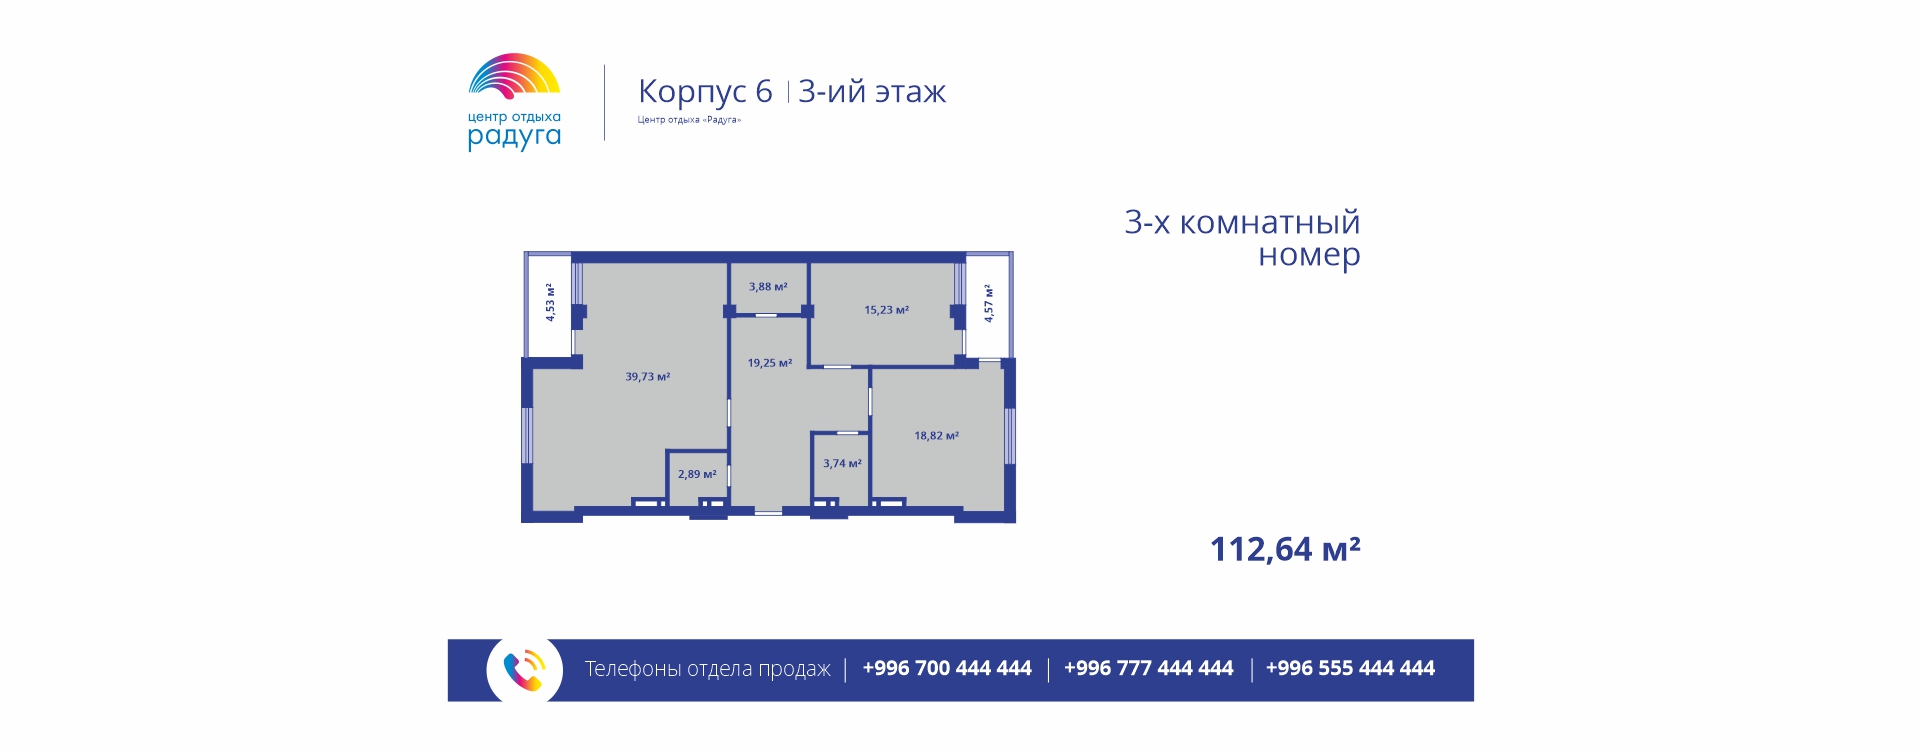 центр отдыха
радуга
Корпус 6 | 3-ий этаж
Центр отдыха «Радуга»
3-х комнатный
номер
4,53 м²
3,88 м²
15,23 м²
4,57 м²
19,25 м²
39,73 м²
18,82 м²
3,74 м²
2,89 м²
112,64 м²
Телефоны отдела продаж | +996 700 444 444 | +996 777 444 444 | +996 555 444 444